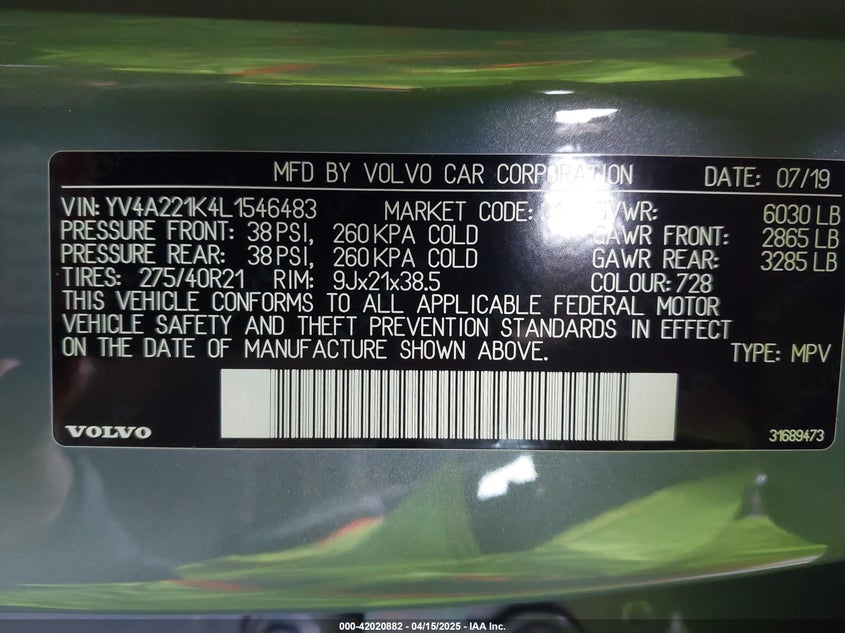 MFD BY VOLVO CAR CORPORATION DATE: 07/19
VIN: YV4A221K4L1546483 MARKET CODE: GVWR: 6030 LB
PRESSURE FRONT: 38 PSI, 260 KPA COLD GAWR FRONT: 2865 LB
PRESSURE REAR: 38 PSI, 260 KPA COLD GAWR REAR: 3285 LB
TIRES: 275/40R21 RIM: 9Jx21x38.5 COLOUR: 728
THIS VEHICLE CONFORMS TO ALL APPLICABLE FEDERAL MOTOR
VEHICLE SAFETY AND THEFT PREVENTION STANDARDS IN EFFECT
ON THE DATE OF MANUFACTURE SHOWN ABOVE. TYPE: MPV
VOLVO 31689473
000-42020882 - 04/15/2025 - IAA Inc.